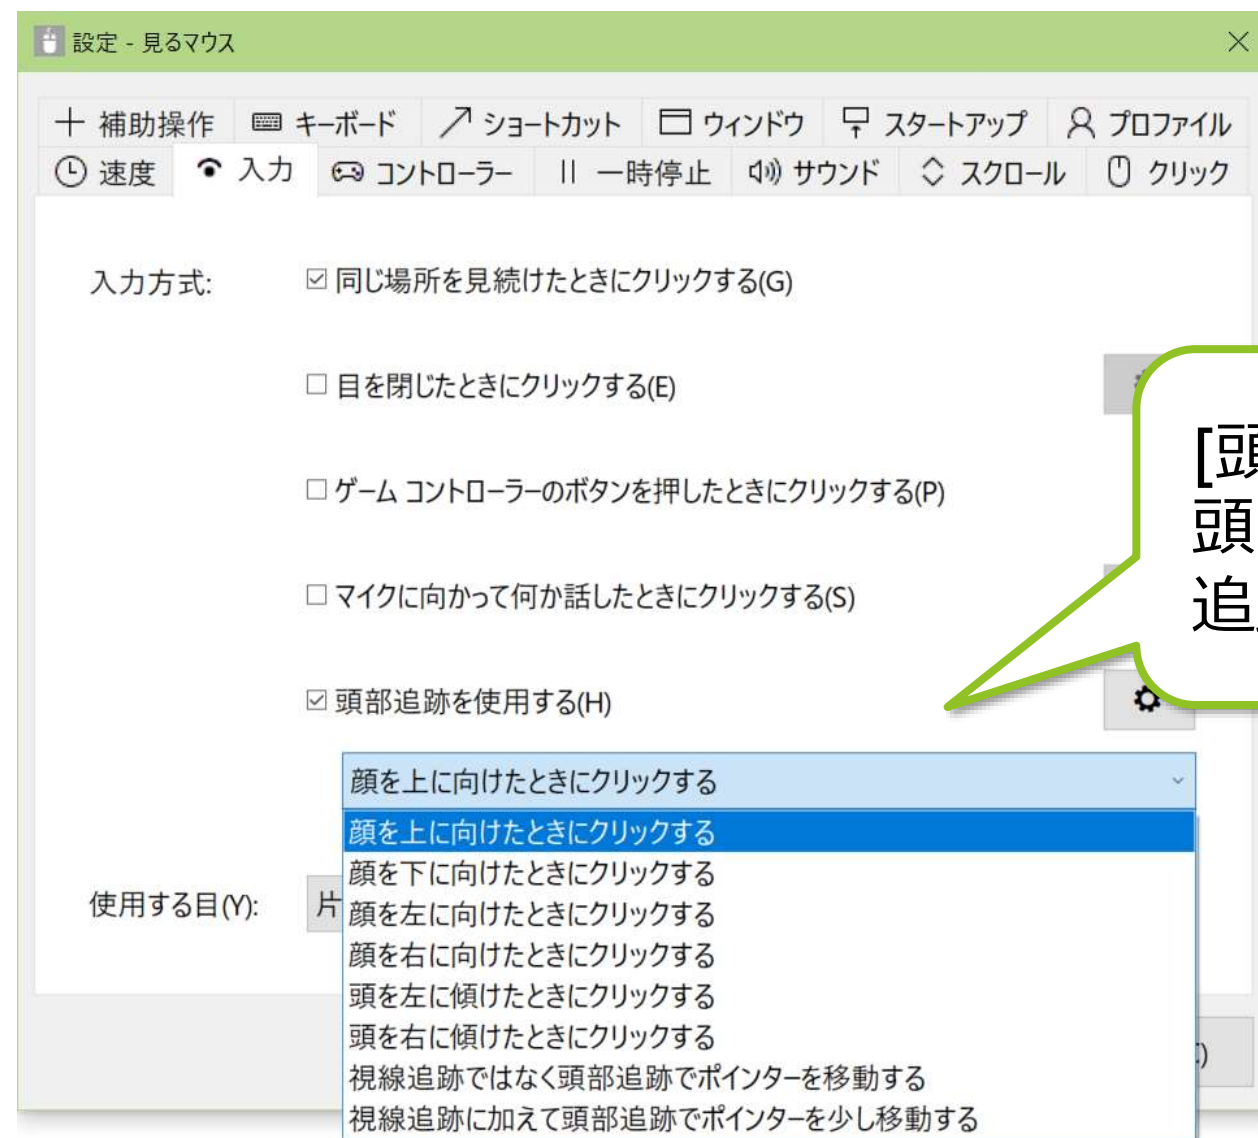 設定 - 見るマウス
補助操作 キーボード ショートカット ウィンドウ スタートアップ プロファイル
速度 入力 コントローラー 一時停止 サウンド スクロール クリック
入力方式: 同じ場所を見続けたときにクリックする(G)
目を閉じたときにクリックする(E)
[頭
頭
追
ゲーム コントローラーのボタンを押したときにクリックする(P)
マイクに向かって何か話したときにクリックする(S)
頭部追跡を使用する(H)
顔を上に向けたときにクリックする
顔を上に向けたときにクリックする
顔を下に向けたときにクリックする
使用する目(Y): 片
顔を左に向けたときにクリックする
顔を右に向けたときにクリックする
頭を左に傾けたときにクリックする
頭を右に傾けたときにクリックする
視線追跡ではなく頭部追跡でポインターを移動する
視線追跡に加えて頭部追跡でポインターを少し移動する